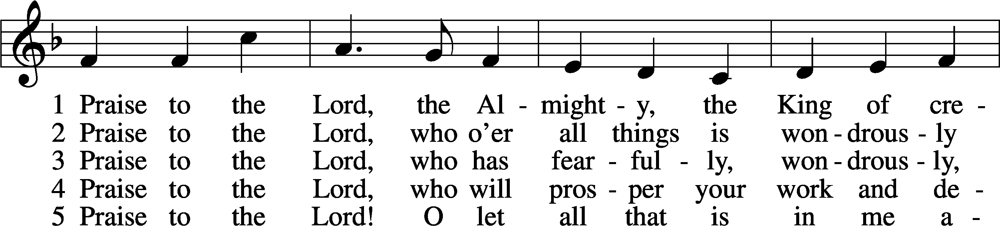 1 Praise to the Lord, the Al - might - y, the King of cre -
2 Praise to the Lord, who o’er all things is won - drous - ly
3 Praise to the Lord, who has fear - ful - ly, won - drous - ly,
4 Praise to the Lord, who will pros - per your work and de -
5 Praise to the Lord! O let all that is in me a -